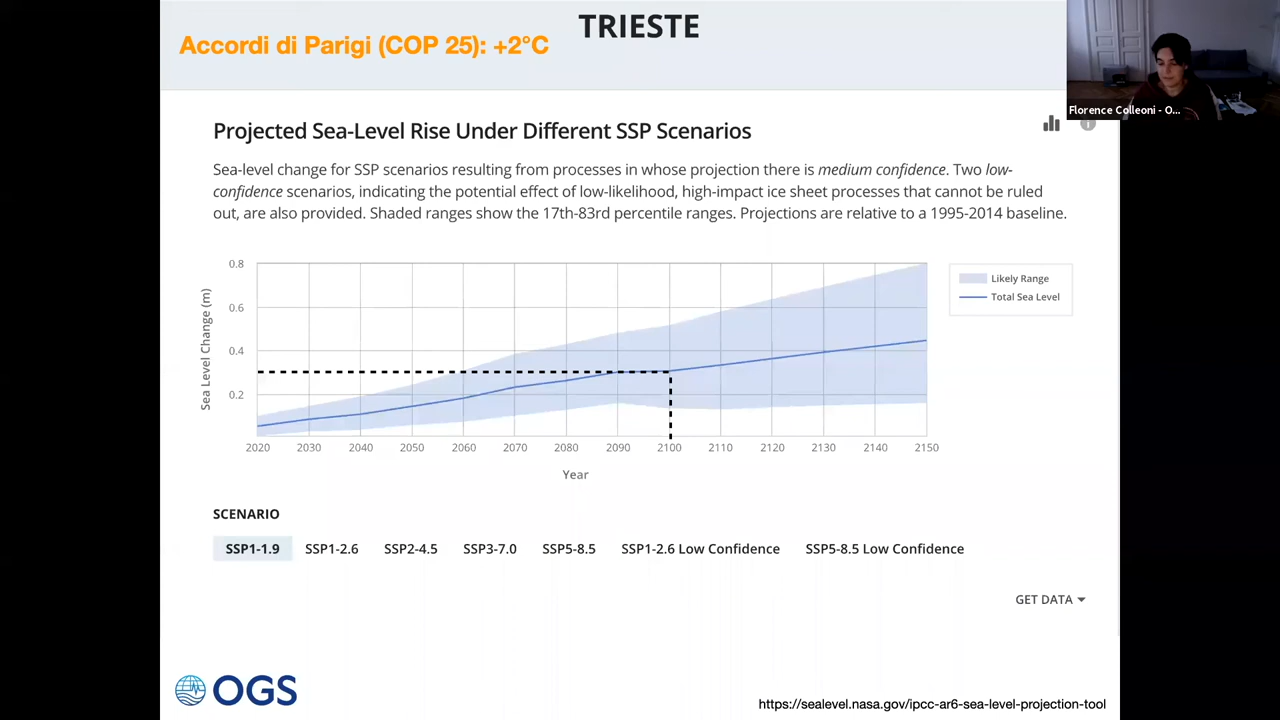 TRIESTE
Accordi di Parigi (COP 25): +2°C
Florence Colleoni - O...
Projected Sea-Level Rise Under Different SSP Scenarios
Sea-level change for SSP scenarios resulting from processes in whose projection there is medium confidence. Two low-
confidence scenarios, indicating the potential effect of low-likelihood, high-impact ice sheet processes that cannot be ruled
out, are also provided. Shaded ranges show the 17th-83rd percentile ranges. Projections are relative to a 1995-2014 baseline.
0.8
0.6
0.4
0.2
Sea Level Change (m)
Likely Range
Total Sea Level
2020 2030 2040 2050 2060 2070 2080 2090 2100 2110 2120 2130 2140 2150
Year
SCENARIO
SSP1-1.9 SSP1-2.6 SSP2-4.5 SSP3-7.0 SSP5-8.5 SSP1-2.6 Low Confidence SSP5-8.5 Low Confidence
GET DATA
OGS
https://sealevel.nasa.gov/ipcc-ar6-sea-level-projection-tool